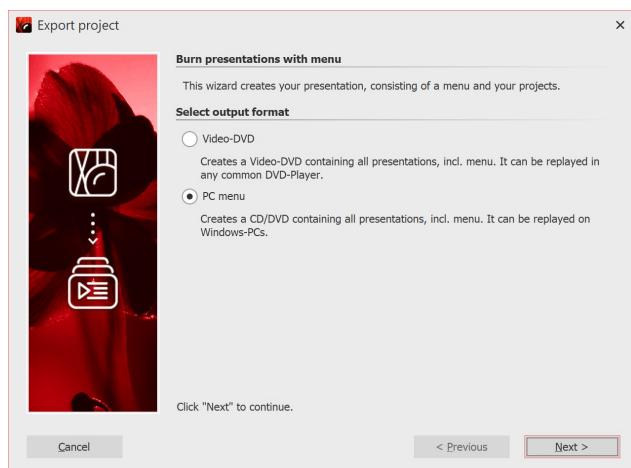 Export project
Burn presentations with menu
This wizard creates your presentation, consisting of a menu and your projects.
Select output format
Video-DVD
Creates a Video-DVD containing all presentations, incl. menu. It can be replayed in
any common DVD-Player.
PC menu
Creates a CD/DVD containing all presentations, incl. menu. It can be replayed on
Windows-PCs.
Click "Next" to continue.
Cancel
< Previous
Next >